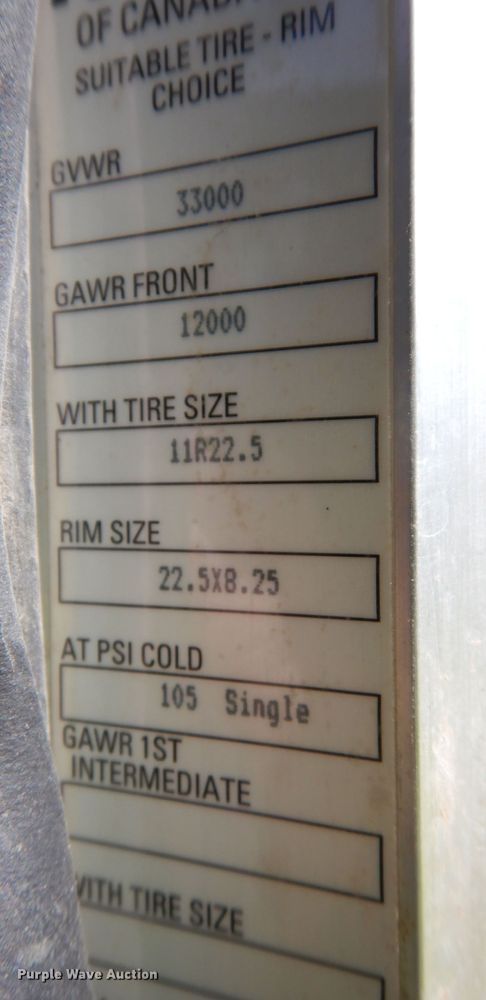 OF CANADA
SUITABLE TIRE - RIM
CHOICE
GVWR
33000
GAWR FRONT
12000
WITH TIRE SIZE
11R22.5
RIM SIZE
22.5X8.25
AT PSI COLD
105 Single
GAWR 1ST
INTERMEDIATE
WITH TIRE SIZE
Purple Wave Auction